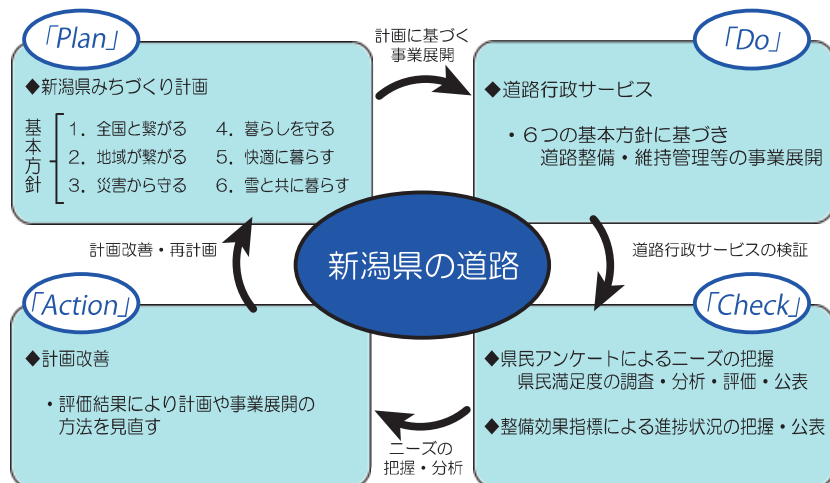 「Plan」
◆新潟県みちづくり計画
基本方針
1．全国と繋がる
2．地域が繋がる
3．災害から守る
4．暮らしを守る
5．快適に暮らす
6．雪と共に暮らす
計画に基づく
事業展開
「Do」
◆道路行政サービス
・６つの基本方針に基づき
道路整備・維持管理等の事業展開
新潟県の道路
道路行政サービスの検証
「Check」
◆県民アンケートによるニーズの把握
県民満足度の調査・分析・評価・公表
◆整備効果指標による進捗状況の把握・公表
ニーズの
把握・分析
「Action」
◆計画改善
・評価結果により計画や事業展開の
方法を見直す
計画改善・再計画